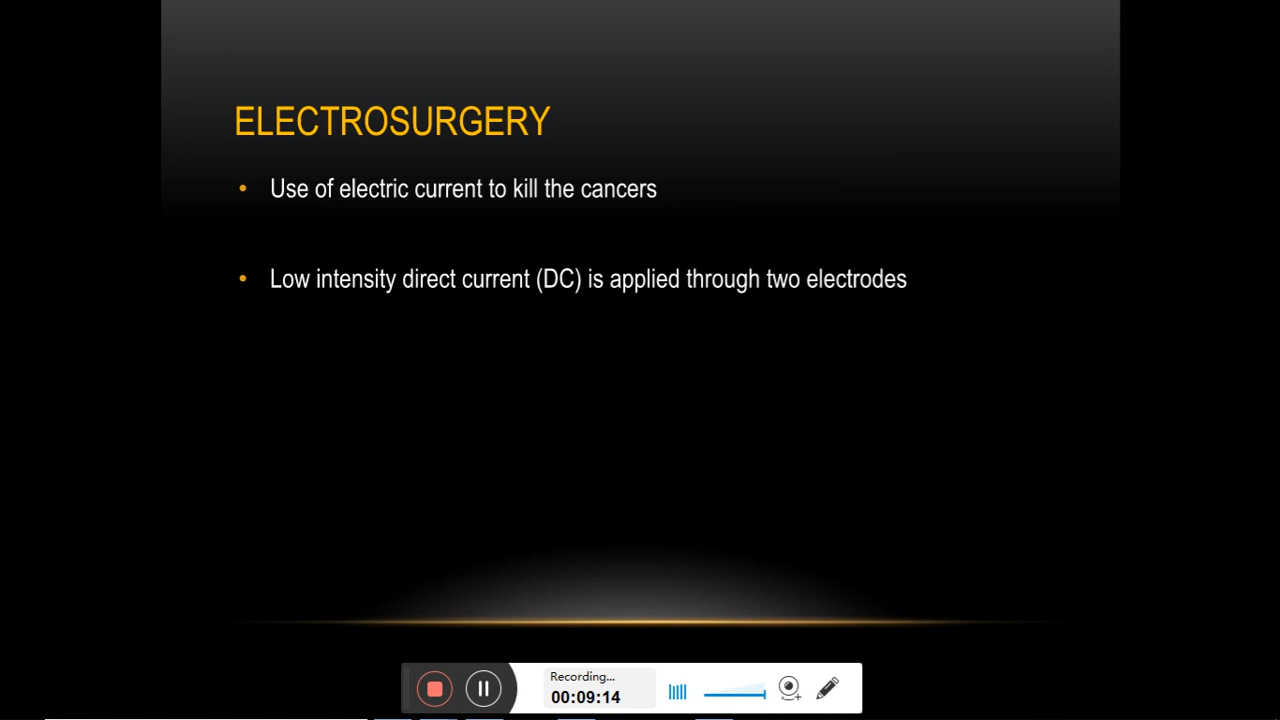 ELECTROSURGERY
• Use of electric current to kill the cancers
• Low intensity direct current (DC) is applied through two electrodes
Recording...
00:09:14